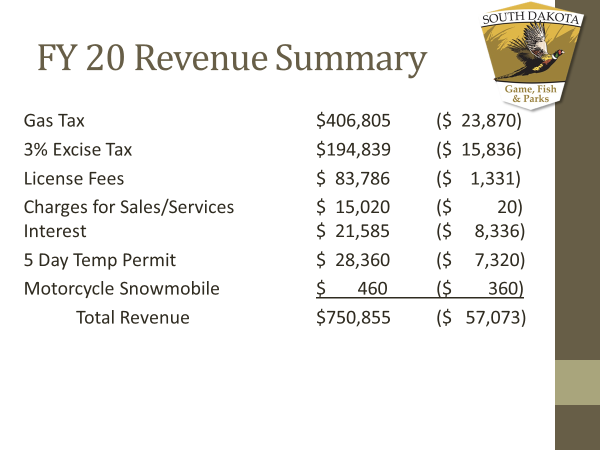 SOUTH DAKOTA
Game, Fish
& Parks
FY 20 Revenue Summary
Gas Tax $406,805 ($ 23,870)
3% Excise Tax $194,839 ($ 15,836)
License Fees $ 83,786 ($ 1,331)
Charges for Sales/Services $ 15,020 ($ 20)
Interest $ 21,585 ($ 8,336)
5 Day Temp Permit $ 28,360 ($ 7,320)
Motorcycle Snowmobile $ 460 ($ 360)
Total Revenue $750,855 ($ 57,073)